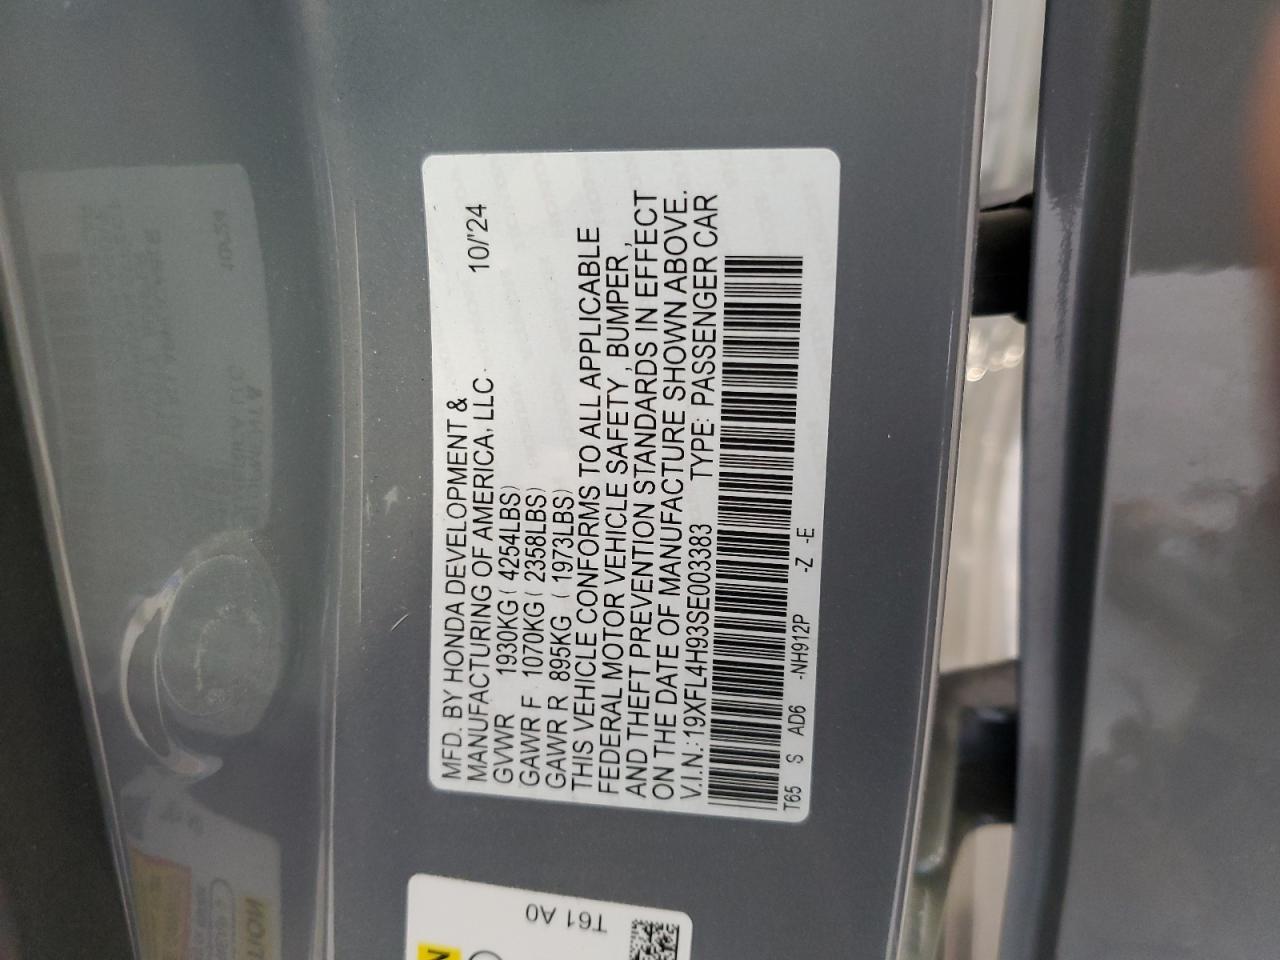 MFD. BY HONDA DEVELOPMENT &
MANUFACTURING OF AMERICA, LLC. 10/'24
GVWR 1930KG ( 4254LBS)
GAWR F 1070KG ( 2358LBS)
GAWR R 895KG ( 1973LBS)
THIS VEHICLE CONFORMS TO ALL APPLICABLE
FEDERAL MOTOR VEHICLE SAFETY , BUMPER ,
AND THEFT PREVENTION STANDARDS IN EFFECT
ON THE DATE OF MANUFACTURE SHOWN ABOVE.
V.I.N.: 19XFL4H93SE003383 TYPE: PASSENGER CAR
T65 S AD6 -NH912P -Z -E
T61 A0